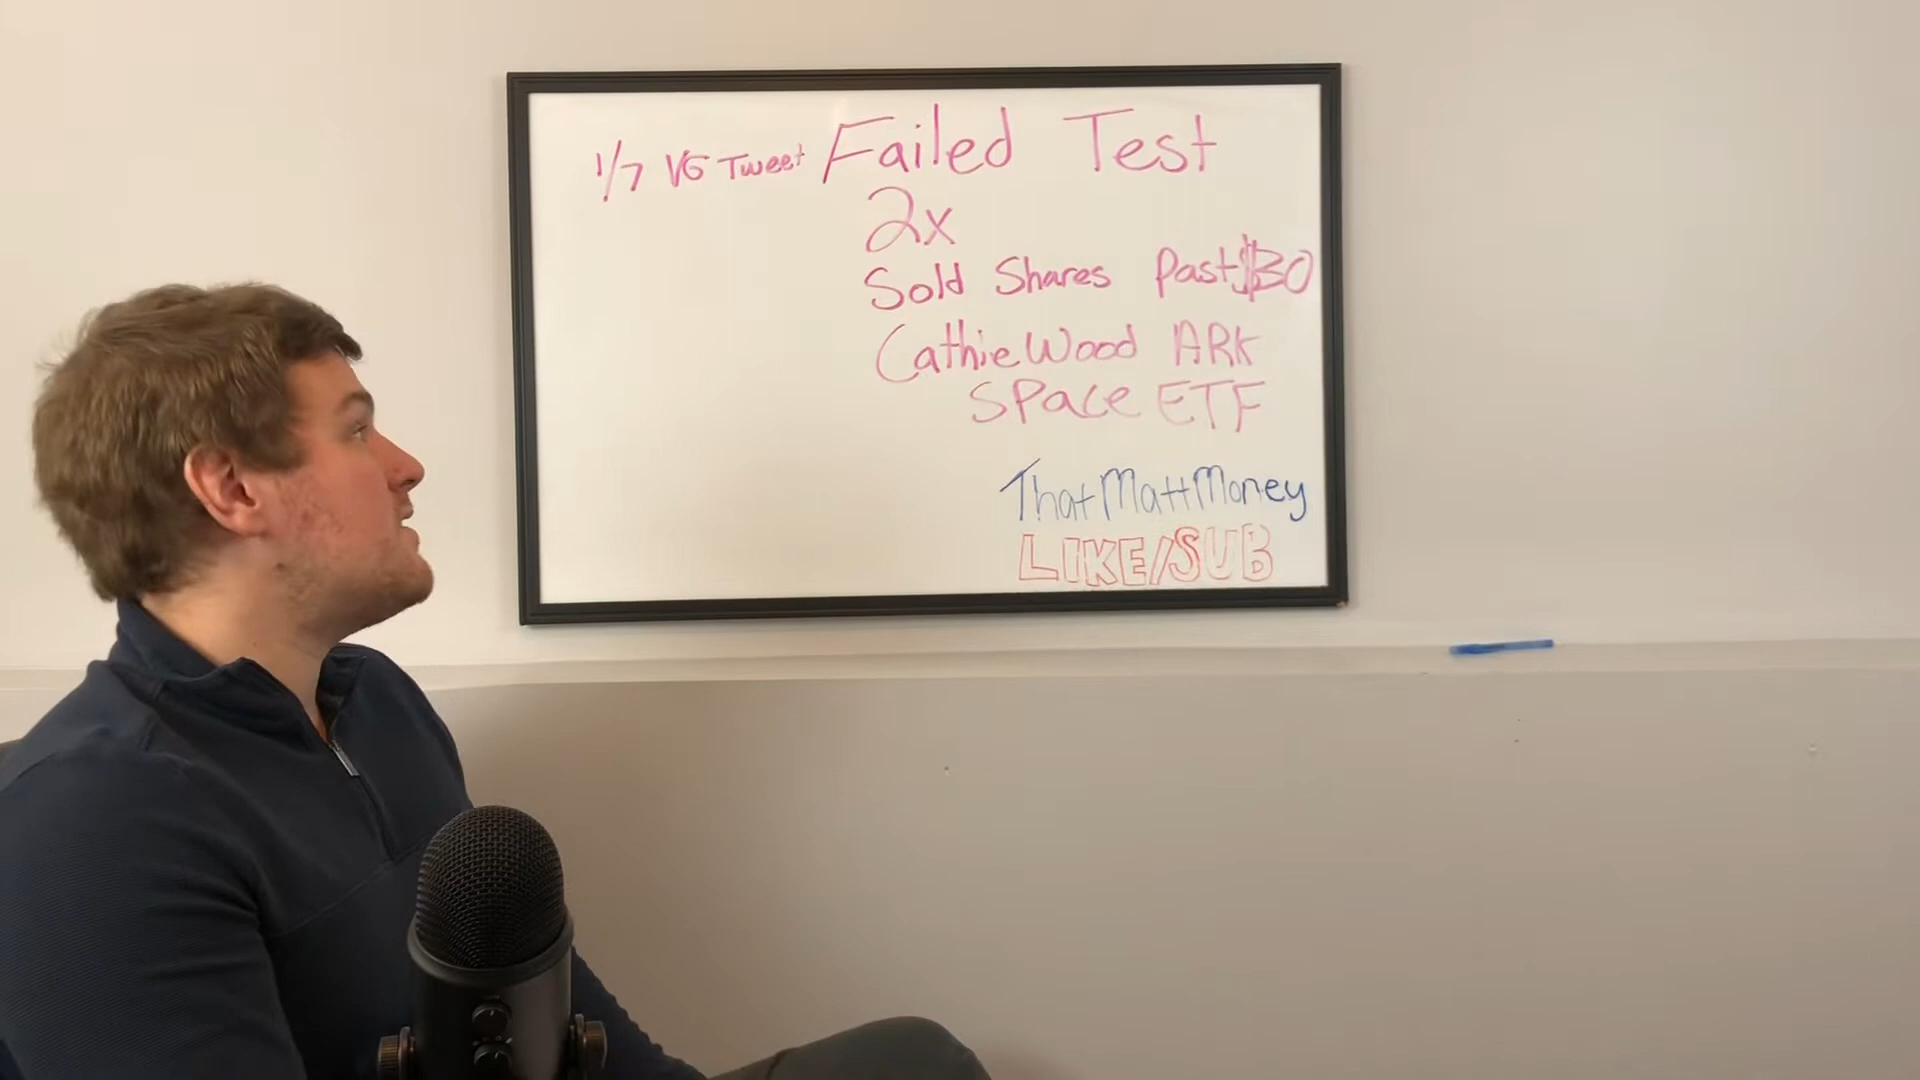 1/7 VG Tweet Failed Test
2x
Sold Shares Past $30
Cathie Wood ARK
Space ETF
ThatMattMoney
LIKE/SUB